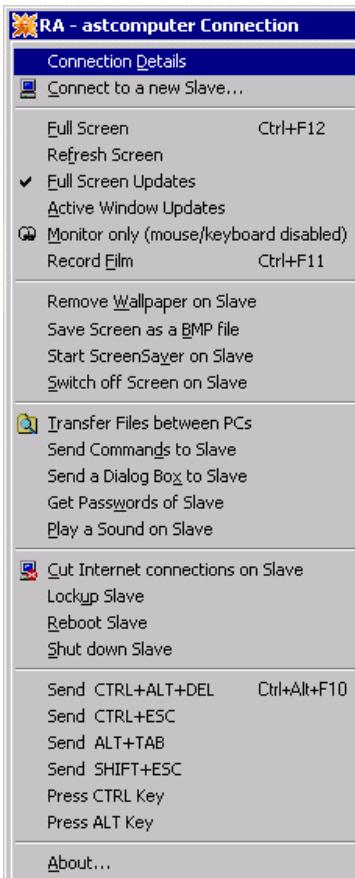 RA - astcomputer Connection
Connection Details
Connect to a new Slave...
Full Screen Ctrl+F12
Refresh Screen
Full Screen Updates
Active Window Updates
Monitor only (mouse/keyboard disabled)
Record Film Ctrl+F11
Remove Wallpaper on Slave
Save Screen as a BMP file
Start ScreenSaver on Slave
Switch off Screen on Slave
Transfer Files between PCs
Send Commands to Slave
Send a Dialog Box to Slave
Get Passwords of Slave
Play a Sound on Slave
Cut Internet connections on Slave
Lockup Slave
Reboot Slave
Shut down Slave
Send CTRL+ALT+DEL Ctrl+Alt+F10
Send CTRL+ESC
Send ALT+TAB
Send SHIFT+ESC
Press CTRL Key
Press ALT Key
About...